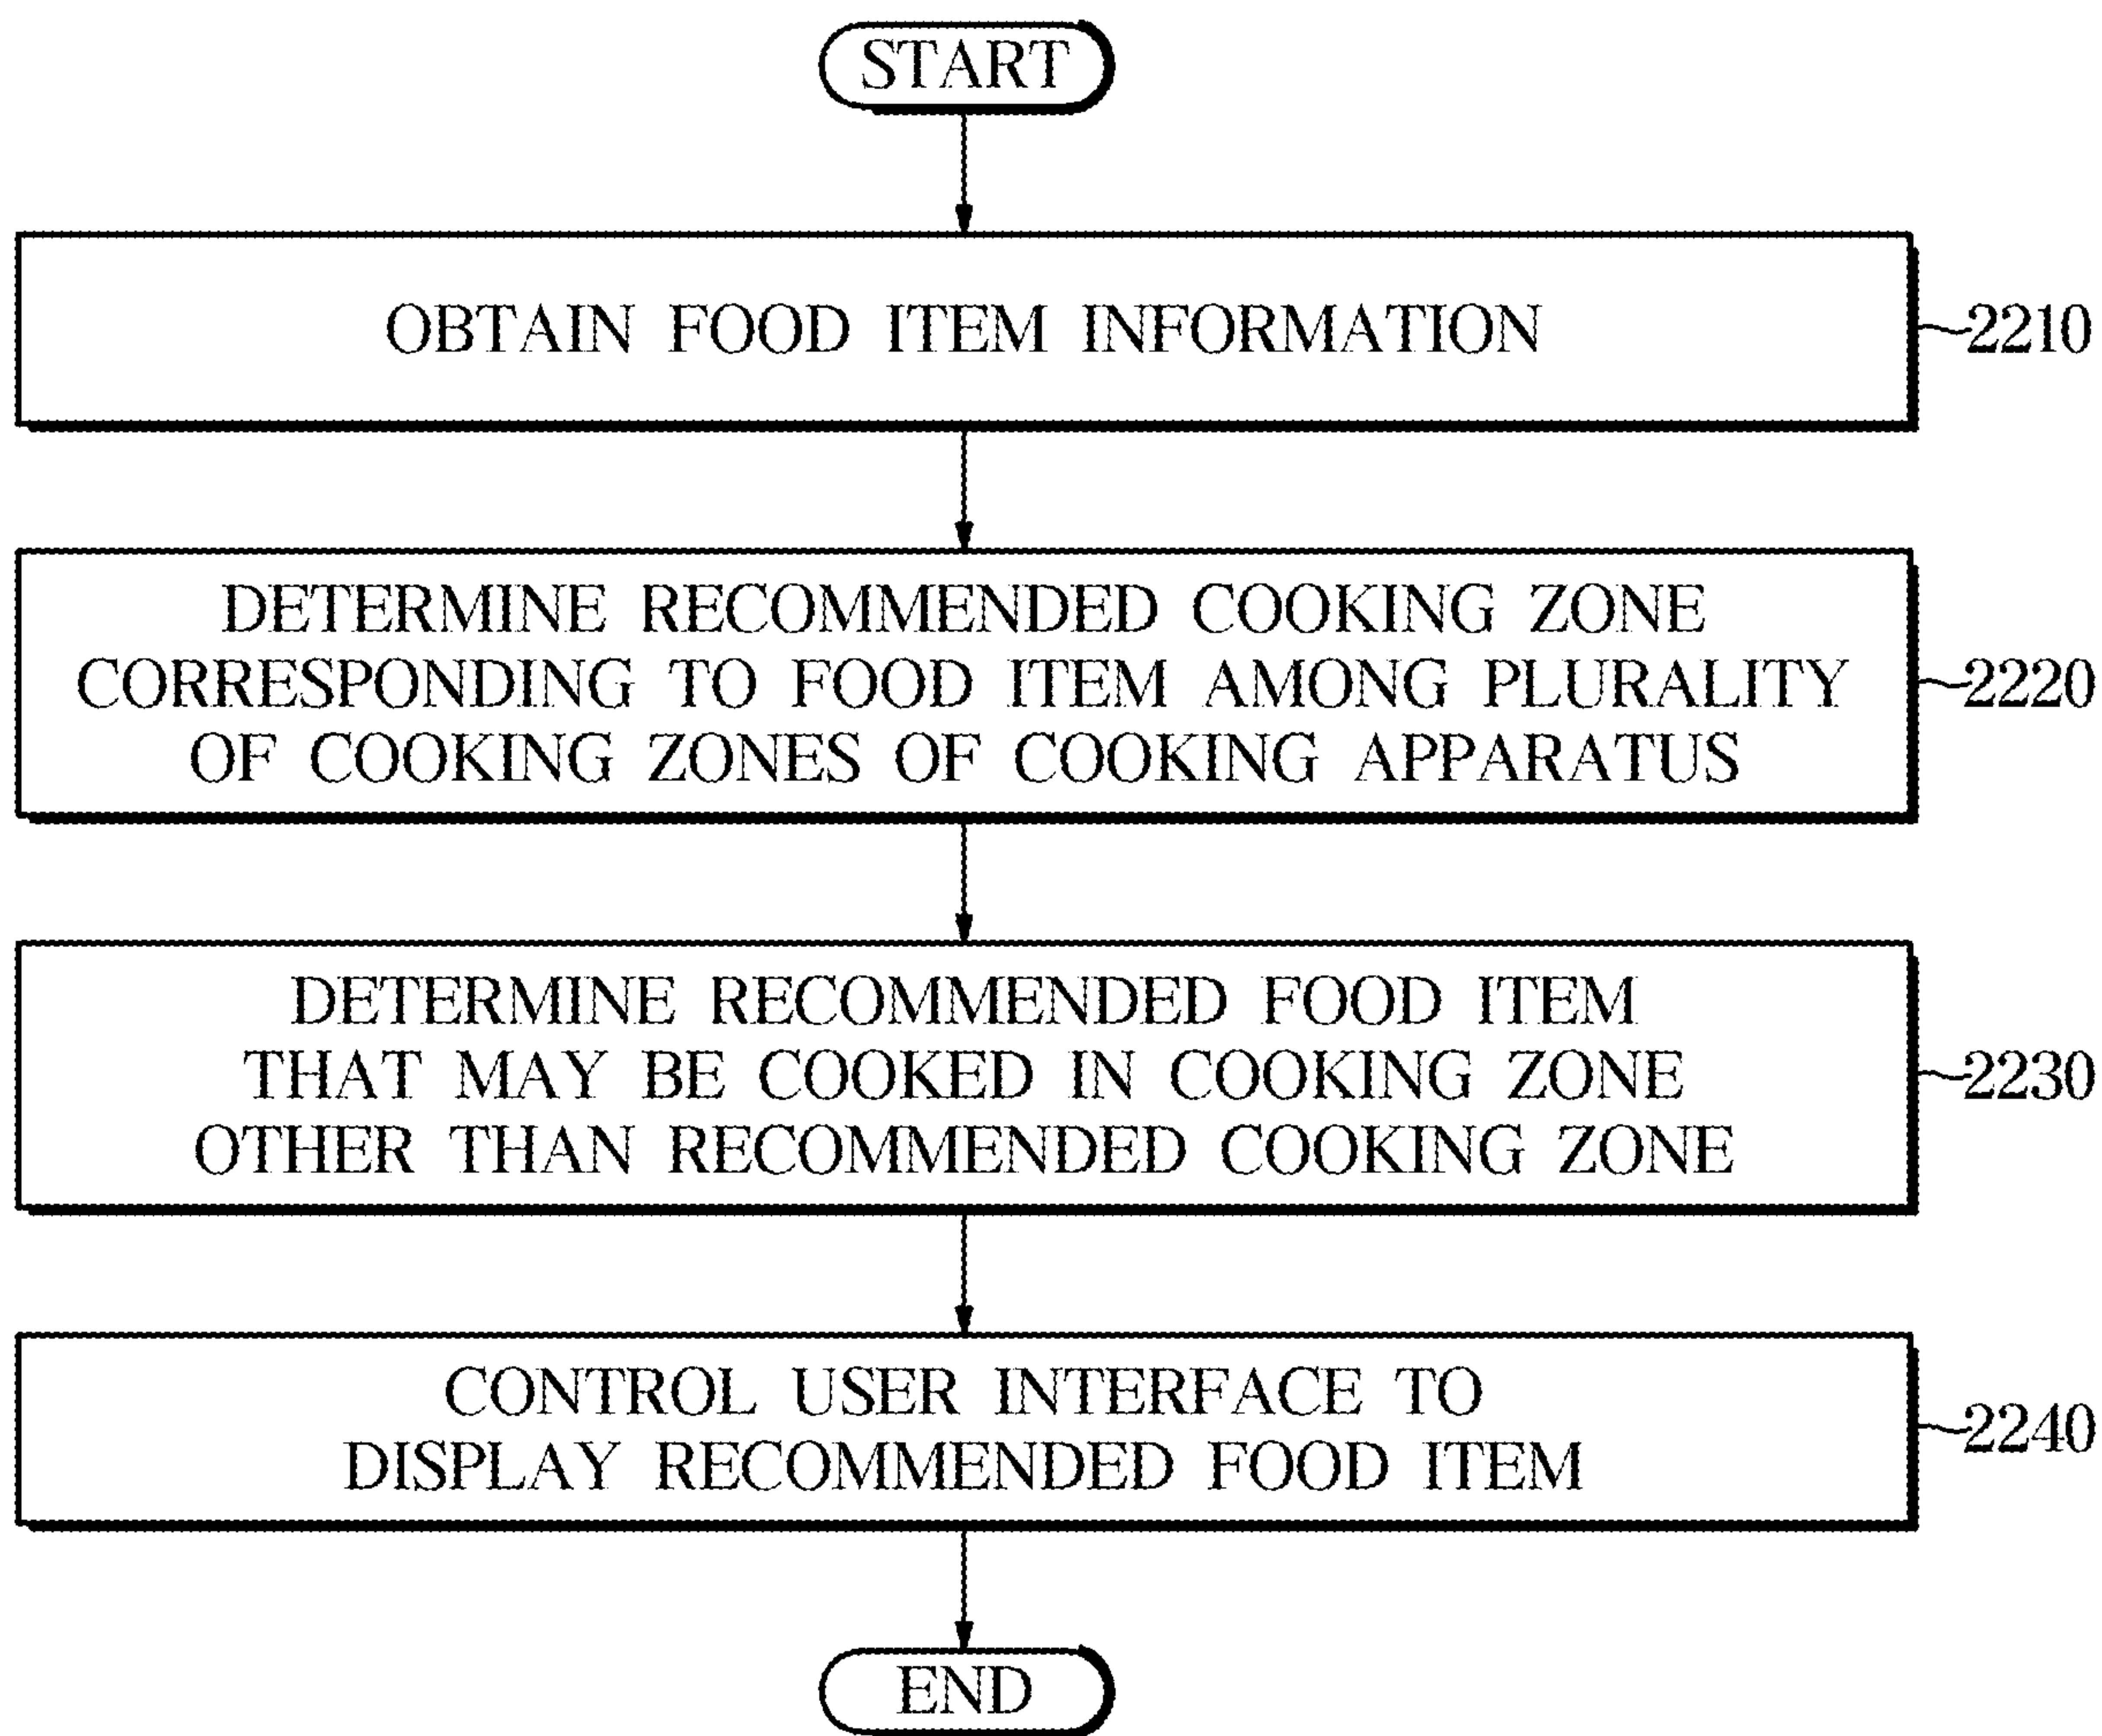 START
OBTAIN FOOD ITEM INFORMATION
2210
DETERMINE RECOMMENDED COOKING ZONE
CORRESPONDING TO FOOD ITEM AMONG PLURALITY
OF COOKING ZONES OF COOKING APPARATUS
2220
DETERMINE RECOMMENDED FOOD ITEM
THAT MAY BE COOKED IN COOKING ZONE
OTHER THAN RECOMMENDED COOKING ZONE
2230
CONTROL USER INTERFACE TO
DISPLAY RECOMMENDED FOOD ITEM
2240
END